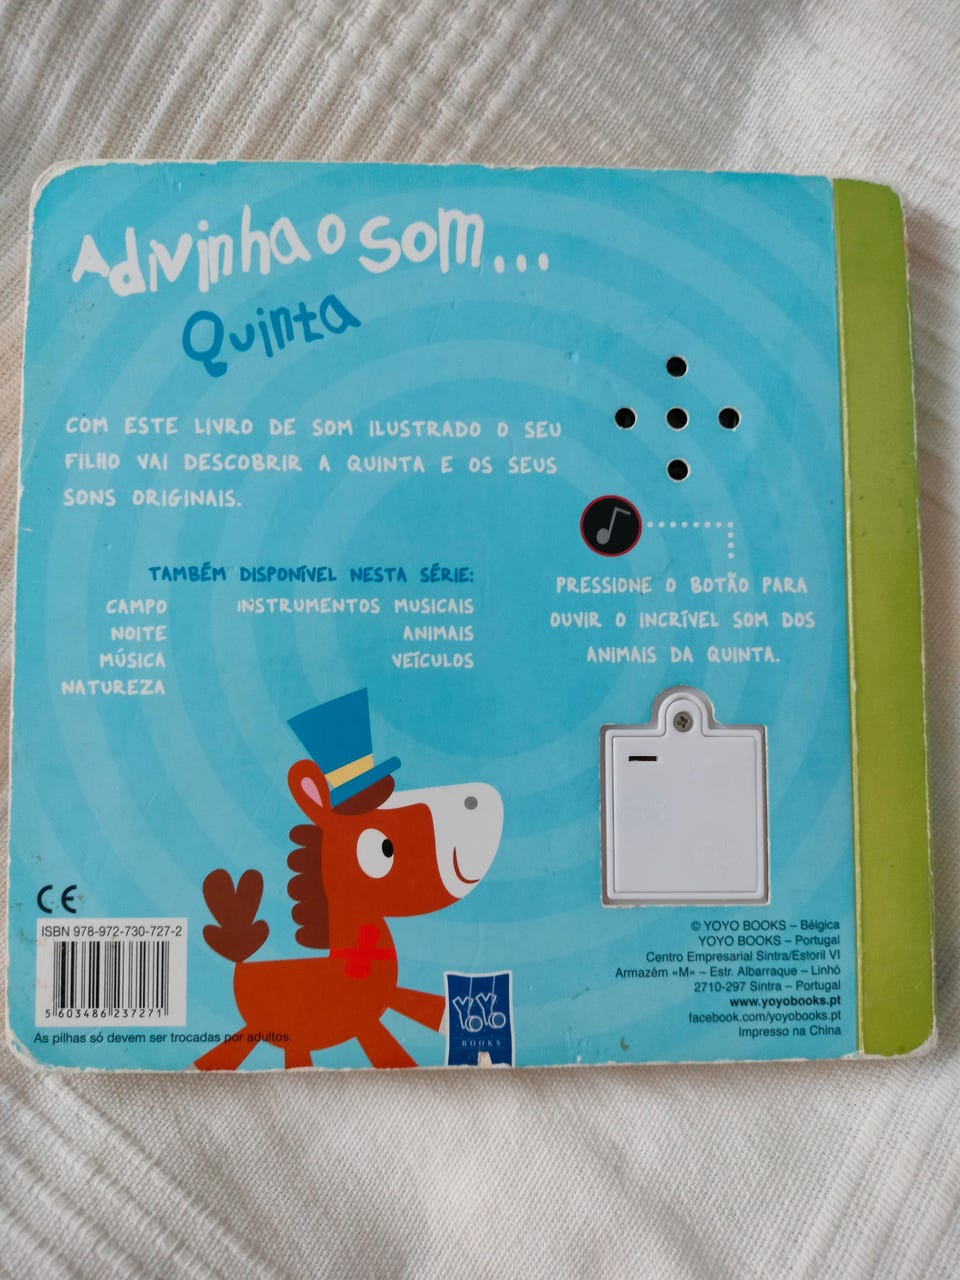 Adivinha o som...
Quinta
COM ESTE LIVRO DE SOM ILUSTRADO O SEU
FILHO VAI DESCOBRIR A QUINTA E OS SEUS
SONS ORIGINAIS.
TAMBÉM DISPONÍVEL NESTA SÉRIE:
CAMPO
NOITE
MÚSICA
NATUREZA
INSTRUMENTOS MUSICAIS
ANIMAIS
VEÍCULOS
PRESSIONE O BOTÃO PARA
OUVIR O INCRÍVEL SOM DOS
ANIMAIS DA QUINTA.
CE
ISBN 978-972-730-727-2
5 603486 237271
As pilhas só devem ser trocadas por adultos.
YOYO
BOOKS
© YOYO BOOKS – Bélgica
YOYO BOOKS – Portugal
Centro Empresarial Sintra/Estoril VI
Armazém «M» – Estr. Albarraque – Linhó
2710-297 Sintra – Portugal
www.yoyobooks.pt
facebook.com/yoyobooks.pt
Impresso na China